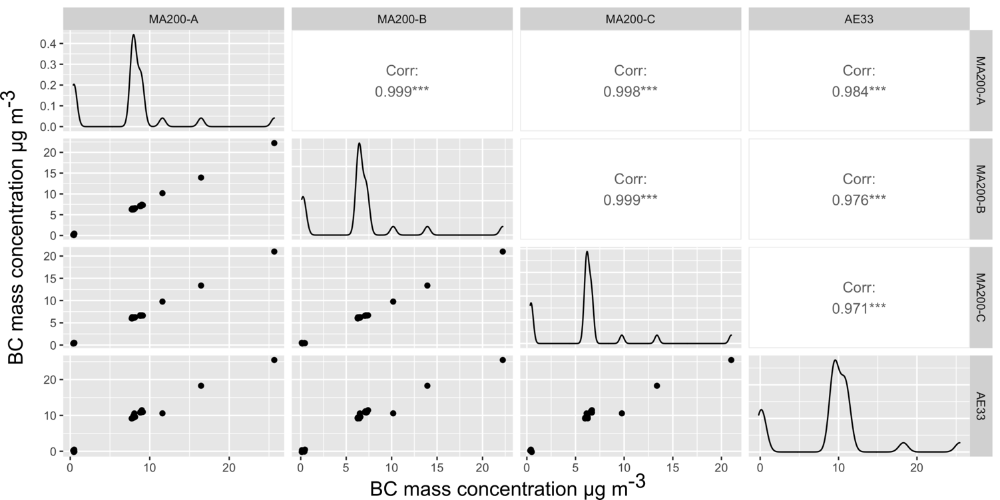 MA200-A
MA200-B
MA200-C
AE33
0.4
0.3
0.2
0.1
0.0
Corr:
0.999***
Corr:
0.998***
Corr:
0.984***
MA200-A
20
15
10
5
0
Corr:
0.999***
Corr:
0.976***
MA200-B
20
15
10
5
0
Corr:
0.971***
MA200-C
20
10
0
AE33
0 10 20
0 5 10 15 20
0 5 10 15 20
0 10 20
BC mass concentration µg m-3
BC mass concentration µg m-3